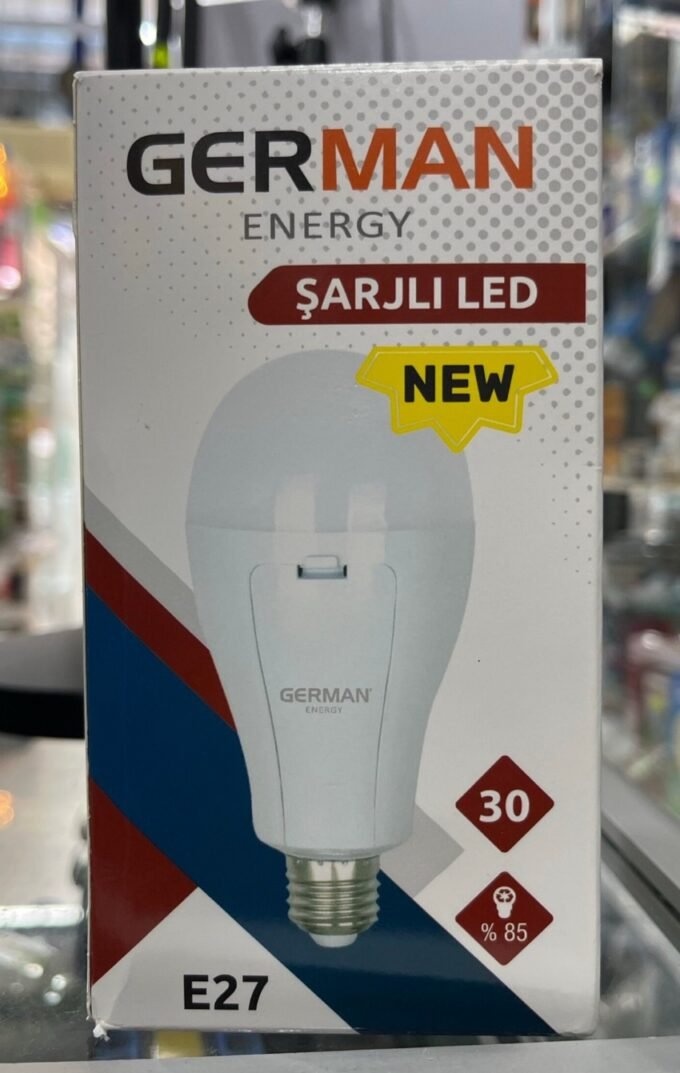 GERMAN
ENERGY
ŞARJLI LED
NEW
GERMAN
ENERGY
30
% 85
E27